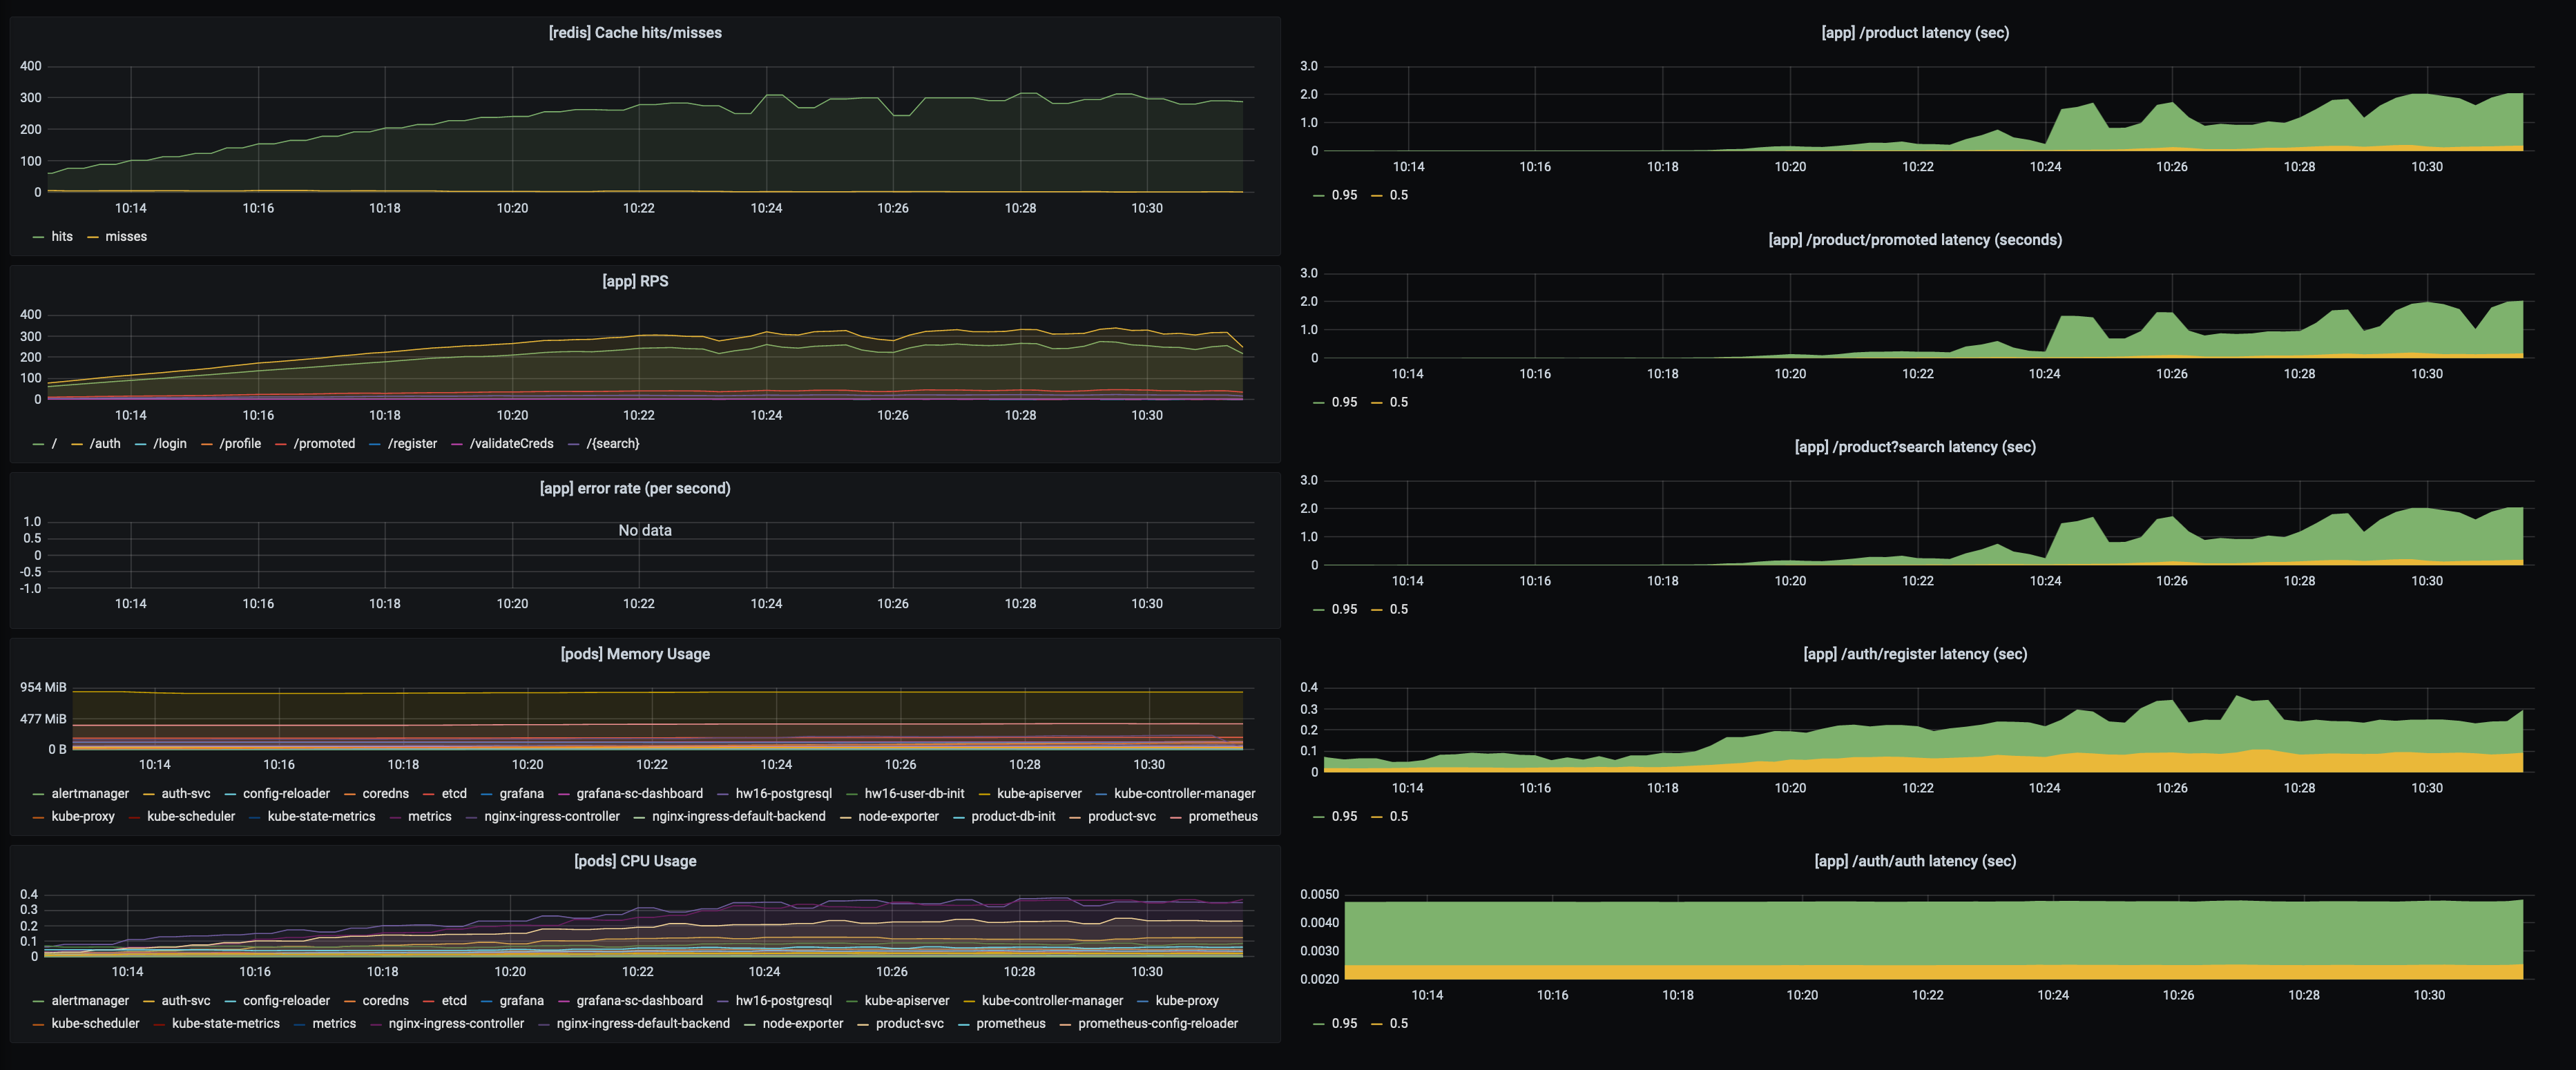 [redis] Cache hits/misses
400
300
200
100
0
10:14 10:16 10:18 10:20 10:22 10:24 10:26 10:28 10:30
hits misses
[app] RPS
400
300
200
100
0
10:14 10:16 10:18 10:20 10:22 10:24 10:26 10:28 10:30
/ /auth /login /profile /promoted /register /validateCreds /{search}
[app] error rate (per second)
1.0
No data
0.5
0
-0.5
-1.0
10:14 10:16 10:18 10:20 10:22 10:24 10:26 10:28 10:30
[pods] Memory Usage
954 MiB
477 MiB
0 B
10:14 10:16 10:18 10:20 10:22 10:24 10:26 10:28 10:30
alertmanager auth-svc config-reloader coredns etcd grafana grafana-sc-dashboard hw16-postgresql hw16-user-db-init kube-apiserver kube-controller-manager
kube-proxy kube-scheduler kube-state-metrics metrics nginx-ingress-controller nginx-ingress-default-backend node-exporter product-db-init product-svc prometheus
[pods] CPU Usage
0.4
0.3
0.2
0.1
0
10:14 10:16 10:18 10:20 10:22 10:24 10:26 10:28 10:30
alertmanager auth-svc config-reloader coredns etcd grafana grafana-sc-dashboard hw16-postgresql kube-apiserver kube-controller-manager kube-proxy
kube-scheduler kube-state-metrics metrics nginx-ingress-controller nginx-ingress-default-backend node-exporter product-svc prometheus prometheus-config-reloader
[app] /product latency (sec)
3.0
2.0
1.0
0
10:14 10:16 10:18 10:20 10:22 10:24 10:26 10:28 10:30
0.95 0.5
[app] /product/promoted latency (seconds)
3.0
2.0
1.0
0
10:14 10:16 10:18 10:20 10:22 10:24 10:26 10:28 10:30
0.95 0.5
[app] /product?search latency (sec)
3.0
2.0
1.0
0
10:14 10:16 10:18 10:20 10:22 10:24 10:26 10:28 10:30
0.95 0.5
[app] /auth/register latency (sec)
0.4
0.3
0.2
0.1
0
10:14 10:16 10:18 10:20 10:22 10:24 10:26 10:28 10:30
0.95 0.5
[app] /auth/auth latency (sec)
0.0050
0.0040
0.0030
0.0020
10:14 10:16 10:18 10:20 10:22 10:24 10:26 10:28 10:30
0.95 0.5